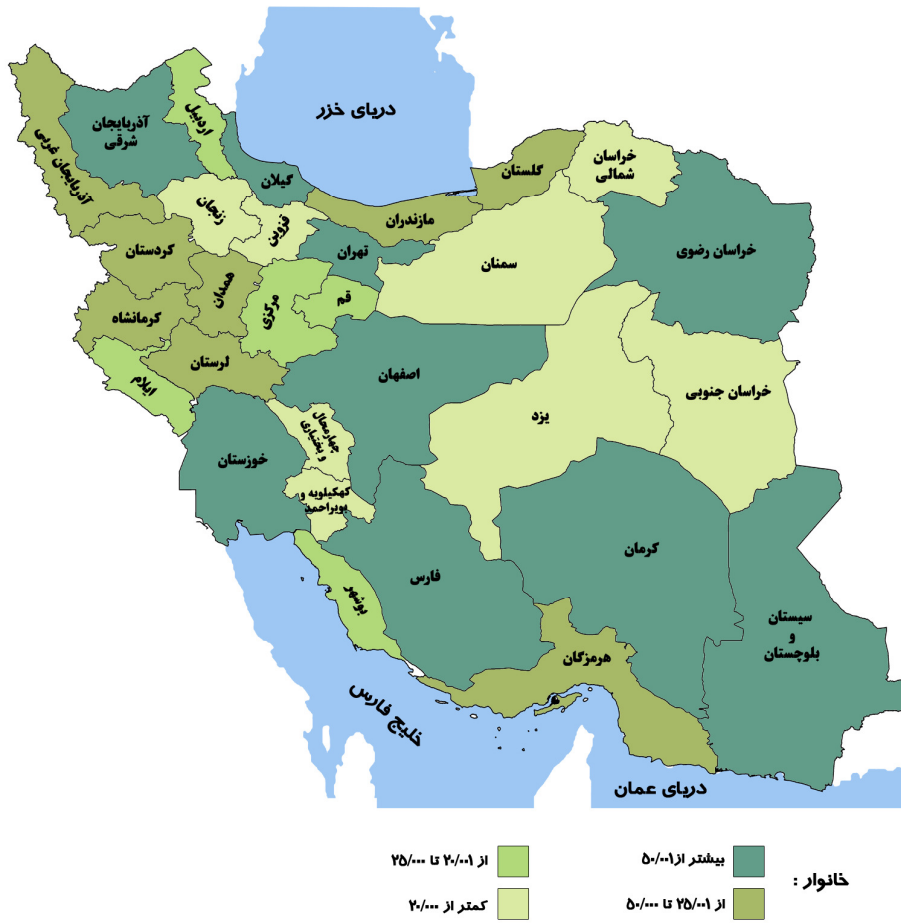 دریای خزر
آذربایجان
شرقی
اردبیل
آذربایجان غربی
گیلان
زنجان
قزوین
مازندران
گلستان
خراسان
شمالی
خراسان رضوی
سمنان
تهران
کردستان
همدان
مرکزی
قم
کرمانشاه
لرستان
ایلام
اصفهان
یزد
خراسان جنوبی
چهارمحال
و بختیاری
خوزستان
کهکیلویه و
بویراحمد
فارس
کرمان
بوشهر
هرمزگان
سیستان
و
بلوچستان
خلیج فارس
دریای عمان
خانوار :
بیشتر از ۵۰/۰۰۱
از ۲۵/۰۰۱ تا ۵۰/۰۰۰
از ۲۰/۰۰۱ تا ۲۵/۰۰۰
کمتر از ۲۰/۰۰۰